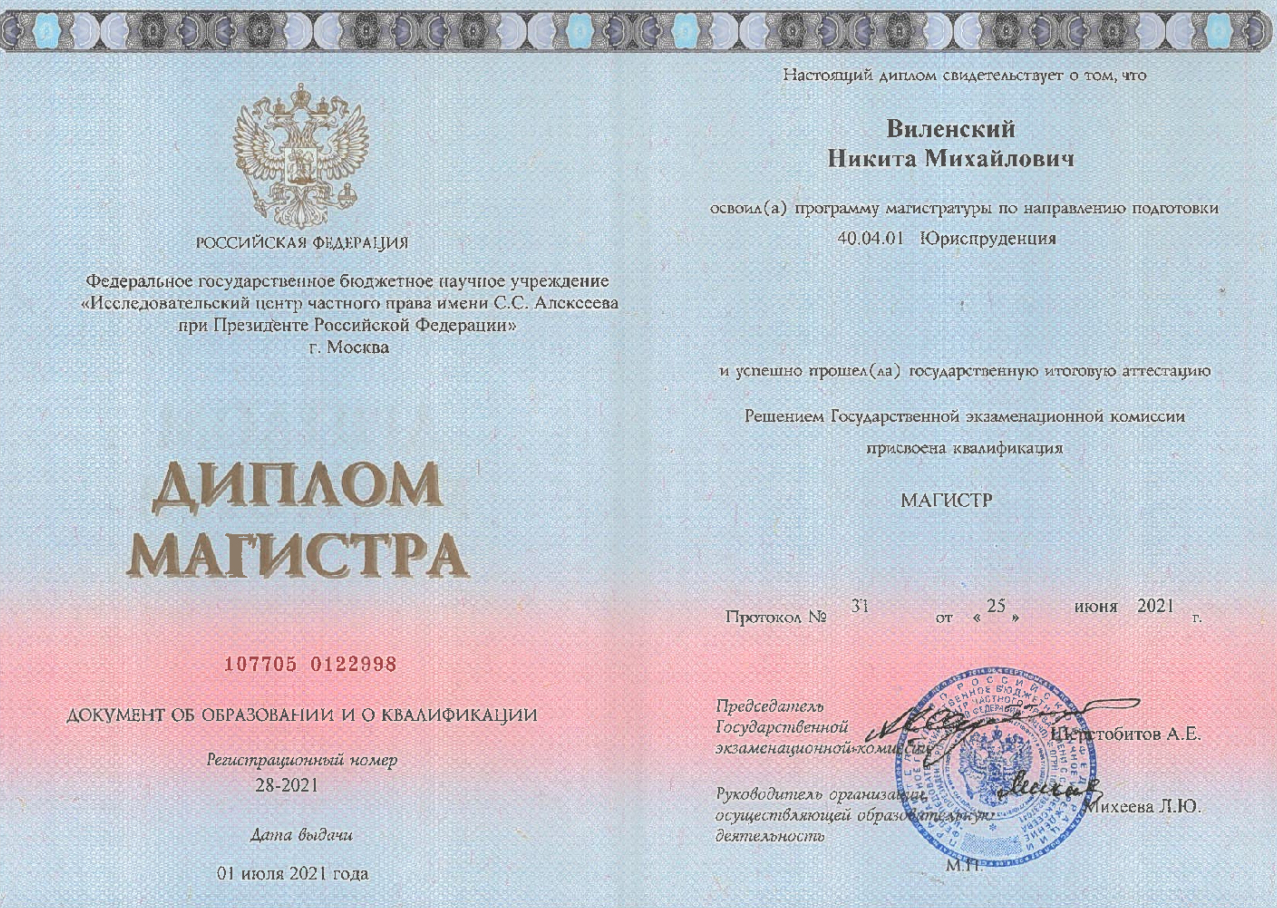 РОССИЙСКАЯ ФЕДЕРАЦИЯ
Федеральное государственное бюджетное научное учреждение
«Исследовательский центр частного права имени С.С. Алексеева
при Президенте Российской Федерации»
г. Москва
ДИПЛОМ
МАГИСТРА
107705 0122998
ДОКУМЕНТ ОБ ОБРАЗОВАНИИ И О КВАЛИФИКАЦИИ
Регистрационный номер
28-2021
Дата выдачи
01 июля 2021 года
Настоящий диплом свидетельствует о том, что
Виленский
Никита Михайлович
освоил(а) программу магистратуры по направлению подготовки
40.04.01 Юриспруденция
и успешно прошел(ла) государственную итоговую аттестацию
Решением Государственной экзаменационной комиссии
присвоена квалификация
МАГИСТР
Протокол № 31 от « 25 » июня 2021 г.
Председатель
Государственной
экзаменационной комиссии
Шерстобитов А.Е.
Руководитель организации,
осуществляющей образовательную
деятельность
Михеева Л.Ю.
М.П.